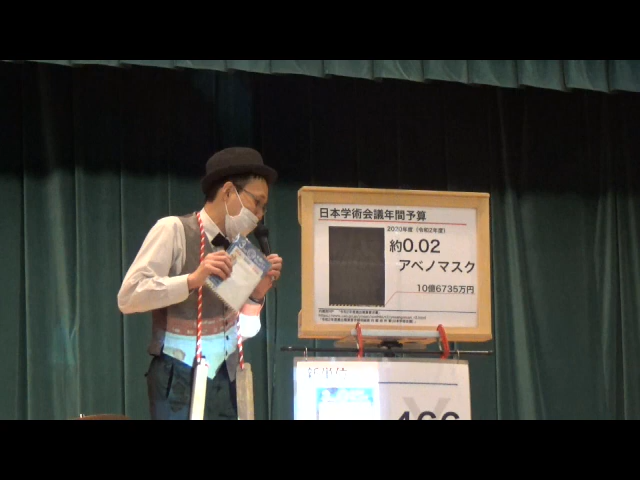 日本学術会議年間予算
2020年度（令和2年度）
約0.02
アベノマスク
10億6735万円
466